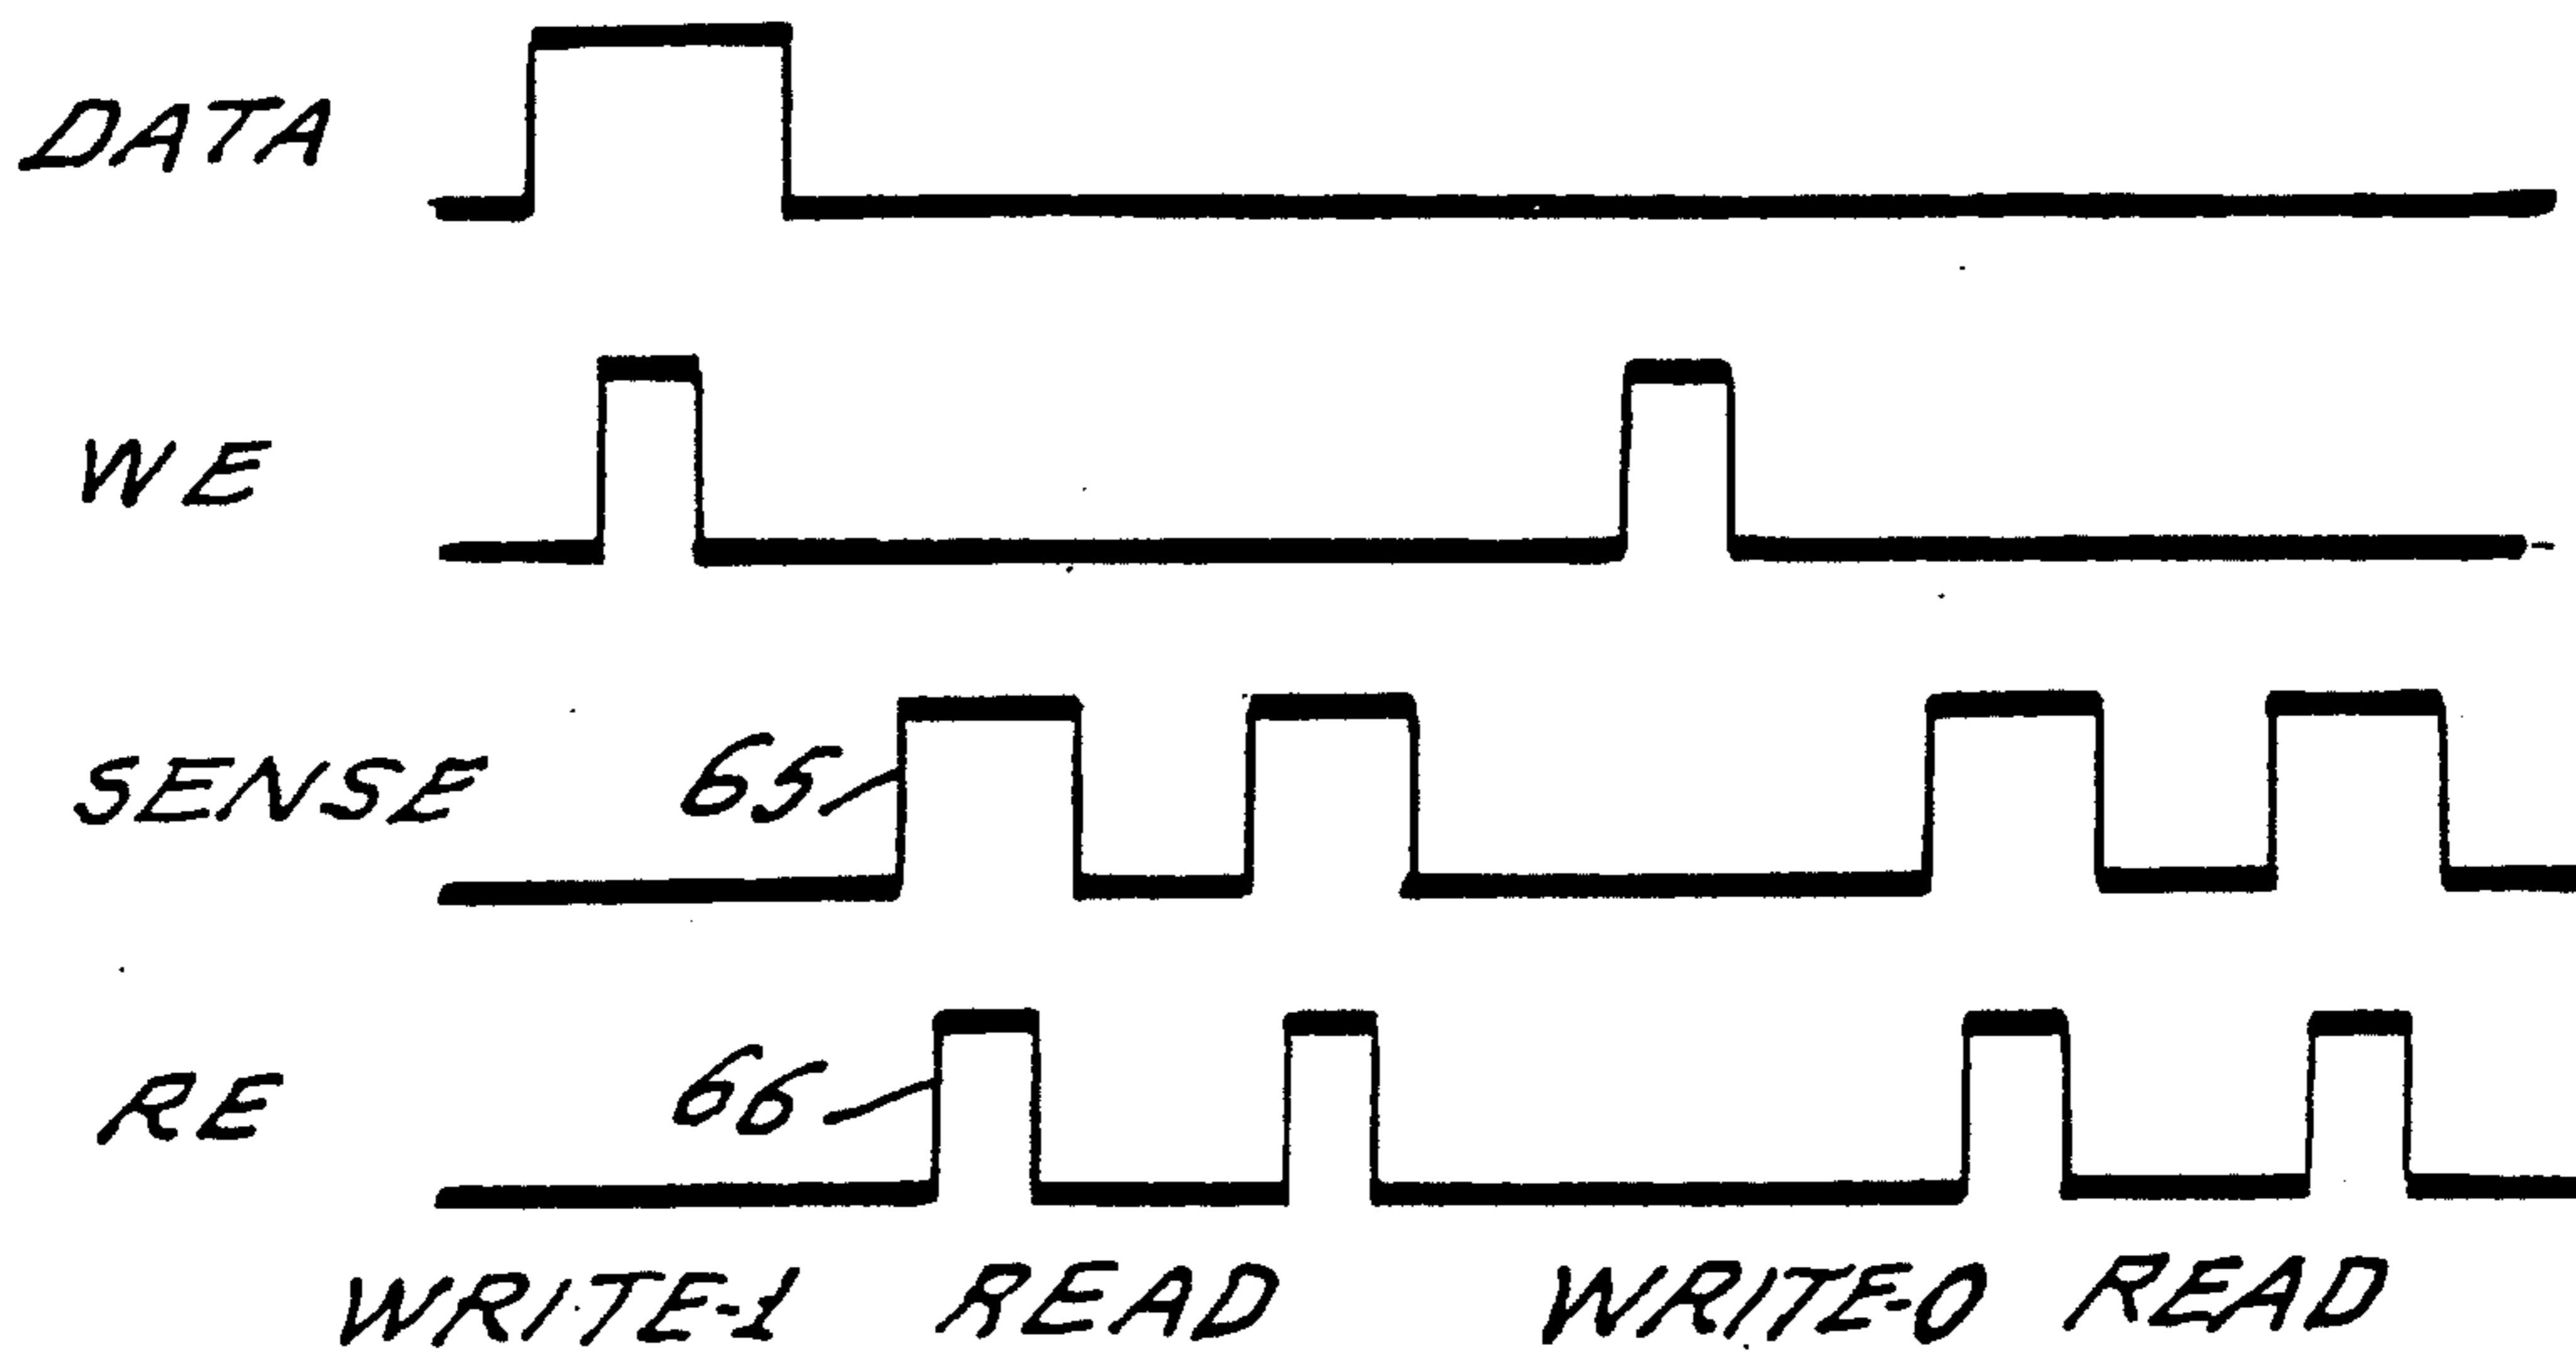 DATA
WE
SENSE 65
RE 66
WRITE-1 READ WRITE-0 READ